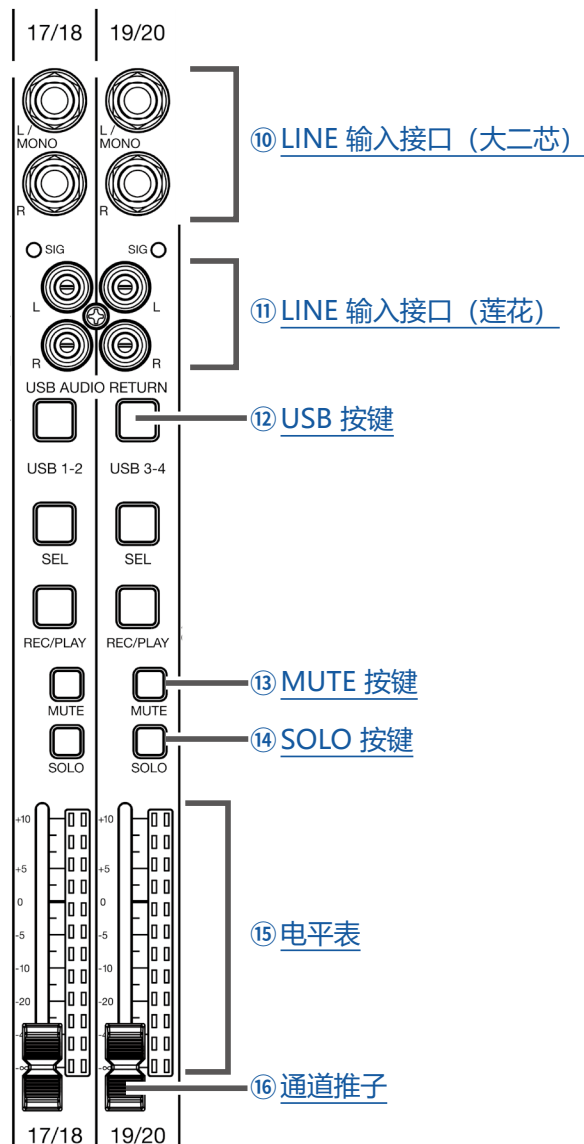 17/18 19/20
L/
MONO
L/
MONO
⑩ LINE 输入接口（大二芯）
R R
SIG SIG
L L
⑪ LINE 输入接口（莲花）
R R
USB AUDIO RETURN
⑫ USB 按键
USB 1-2 USB 3-4
SEL SEL
REC/PLAY REC/PLAY
⑬ MUTE 按键
MUTE MUTE
⑭ SOLO 按键
SOLO SOLO
+10 +10
+5 +5
0 0
-5 -5
⑮ 电平表
-10 -10
-20 -20
-∞ -∞
⑯ 通道推子
17/18 19/20